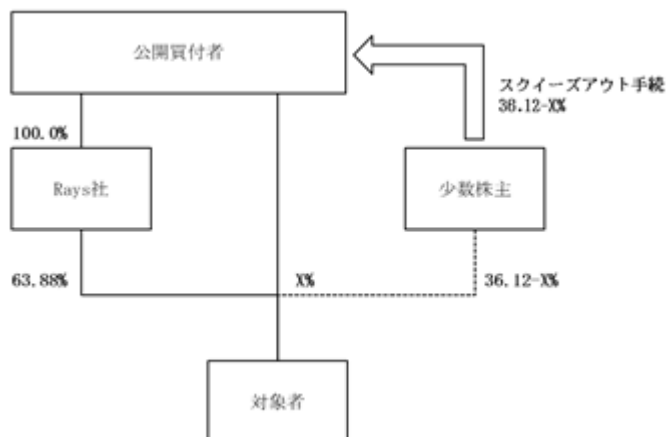 公開買付者
スクイーズアウト手続
36.12-X%
100.0%
Rays社
少数株主
63.88%
X%
36.12-X%
対象者